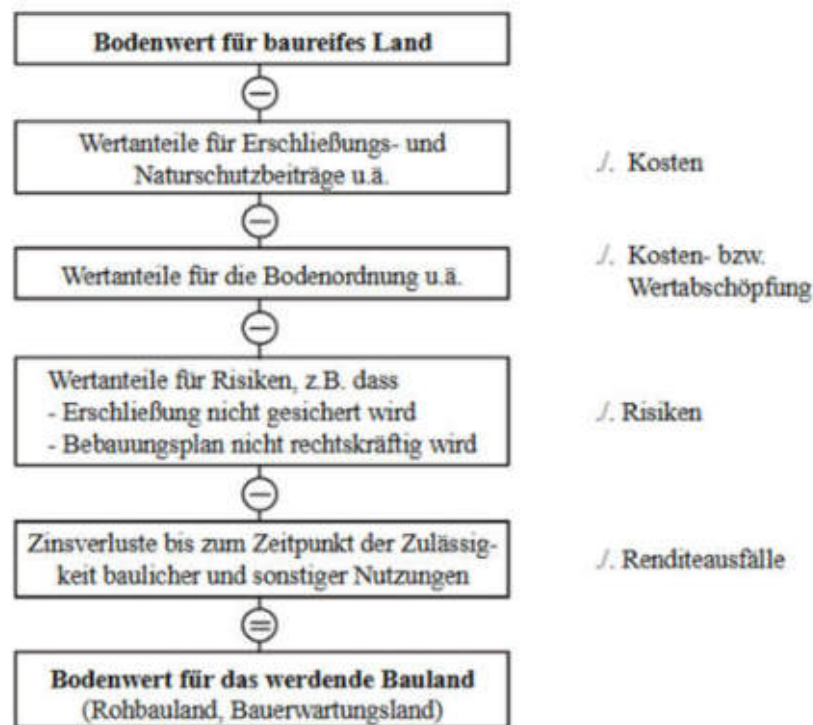 Bodenwert für baureifes Land
−
Wertanteile für Erschließungs- und
Naturschutzbeiträge u.ä.
./. Kosten
−
Wertanteile für die Bodenordnung u.ä.
./. Kosten- bzw.
Wertabschöpfung
−
Wertanteile für Risiken, z.B. dass
- Erschließung nicht gesichert wird
- Bebauungsplan nicht rechtskräftig wird
./. Risiken
−
Zinsverluste bis zum Zeitpunkt der Zulässig-
keit baulicher und sonstiger Nutzungen
./. Renditeausfälle
=
Bodenwert für das werdende Bauland
(Rohbauland, Bauerwartungsland)